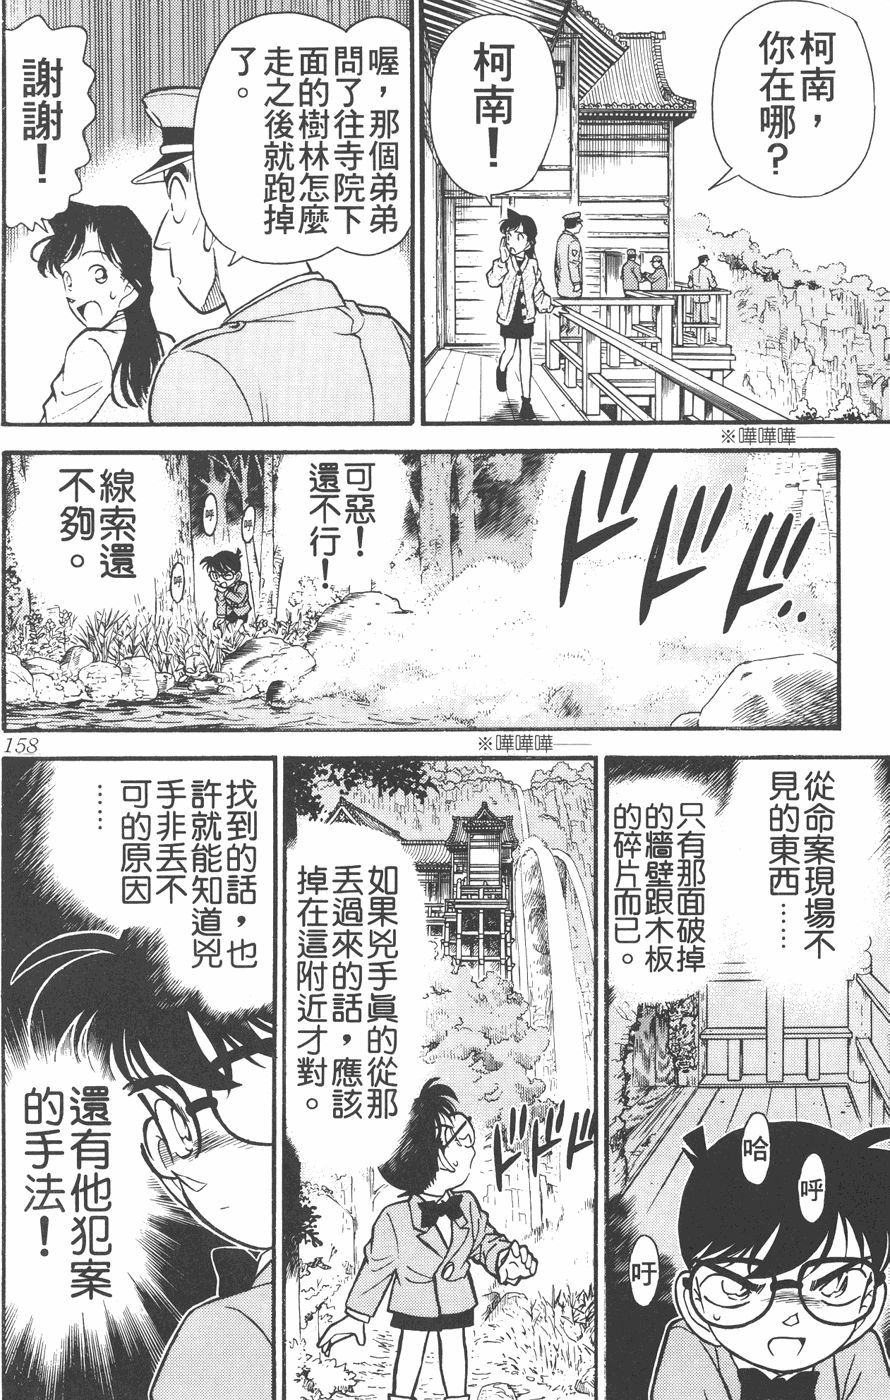 柯南，
你在哪？
柯南！
喔，那個弟弟
問了往寺院下
面的樹林怎麼
走之後就跑掉
了。
謝謝！
※嘩嘩嘩——
ドドド・・
可惡！
還不行！
呼
呼
呼
線索還
不夠。
158
※嘩嘩嘩——
從命案現場不
見的東西……
只有那面破掉
的牆壁跟木板
的碎片而已。
哈
呼
吁
如果兇手真的從那
丟過來的話，應該
掉在這附近才對。
ドドド
找到的話，也
許就能知道兇
手非丟不
可的原因
……
還有他犯案
的手法！